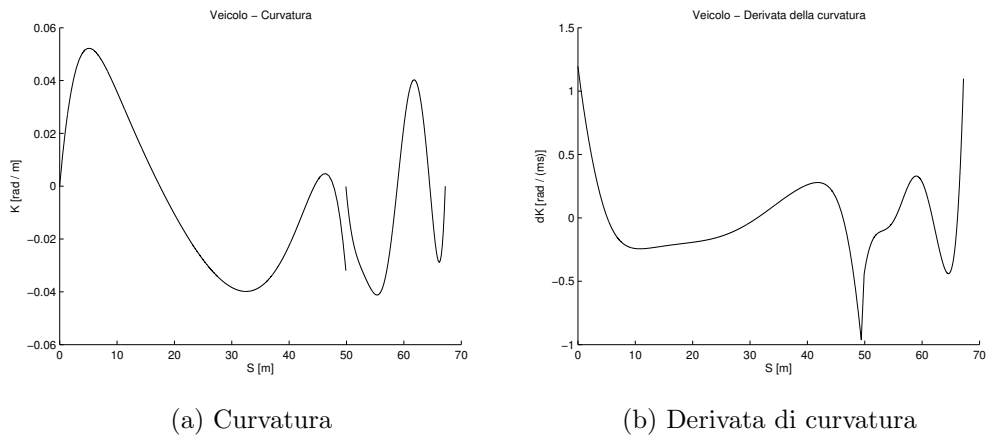 Veicolo − Curvatura
0.06
0.04
0.02
0
−0.02
−0.04
−0.06
K [rad / m]
0 10 20 30 40 50 60 70
S [m]
(a) Curvatura
Veicolo − Derivata della curvatura
1.5
1
0.5
0
−0.5
−1
dK [rad / (ms)]
0 10 20 30 40 50 60 70
S [m]
(b) Derivata di curvatura